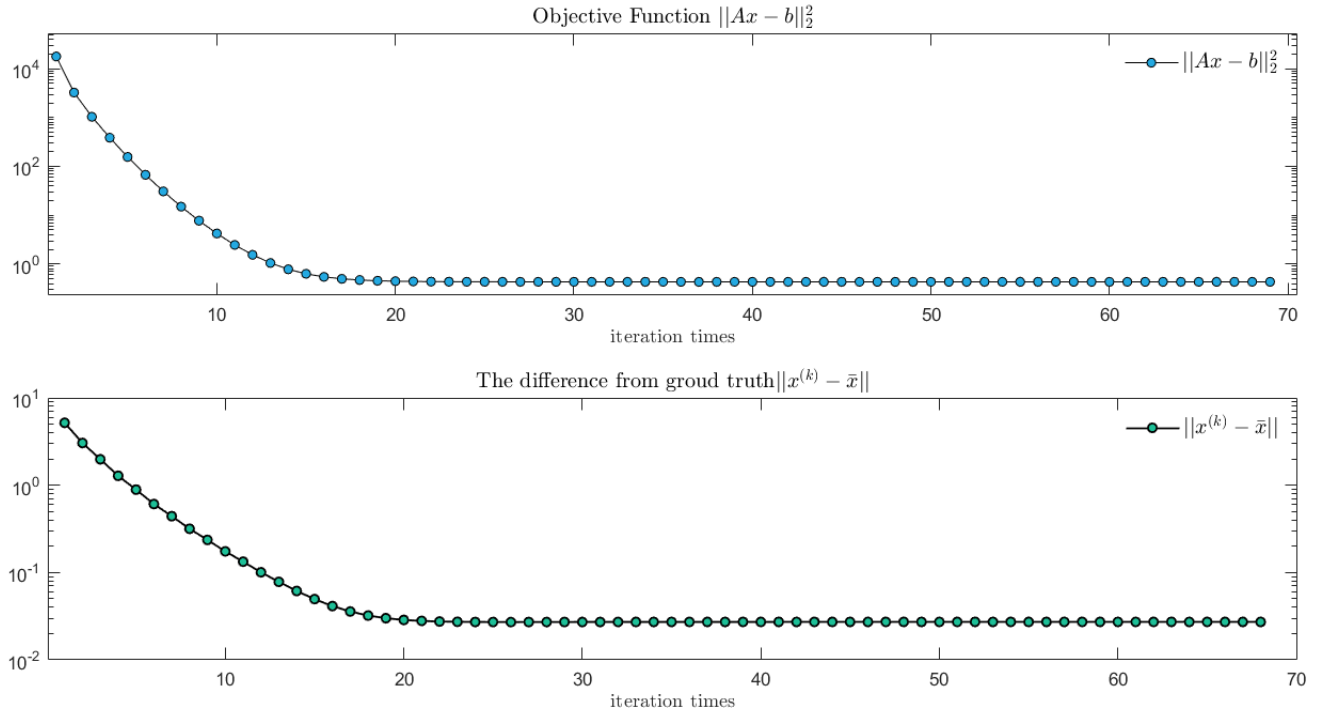 Objective Function ||Ax − b||₂²
||Ax − b||₂²
10⁴
10²
10⁰
10 20 30 40 50 60 70
iteration times
The difference from groud truth||x⁽ᵏ⁾ − x̄||
||x⁽ᵏ⁾ − x̄||
10¹
10⁰
10⁻¹
10⁻²
10 20 30 40 50 60 70
iteration times